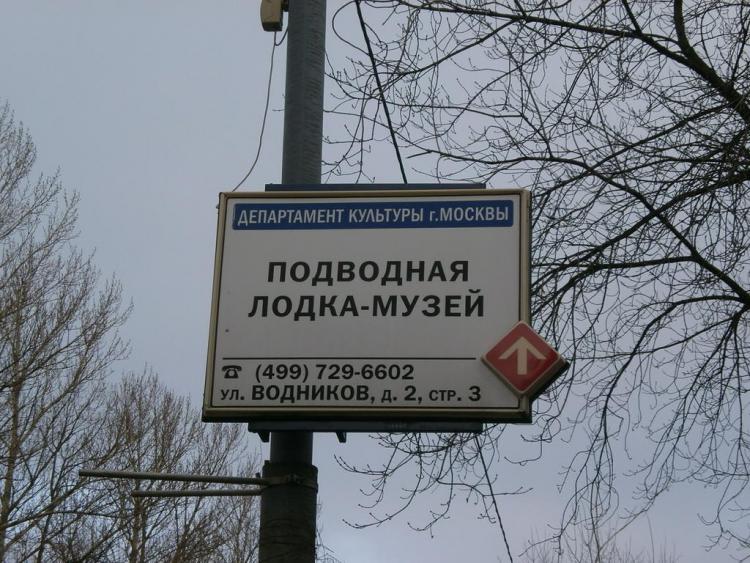 ДЕПАРТАМЕНТ КУЛЬТУРЫ г.МОСКВЫ
ПОДВОДНАЯ
ЛОДКА-МУЗЕЙ
☎ (499) 729-6602
УЛ. ВОДНИКОВ, Д. 2, СТР. 3